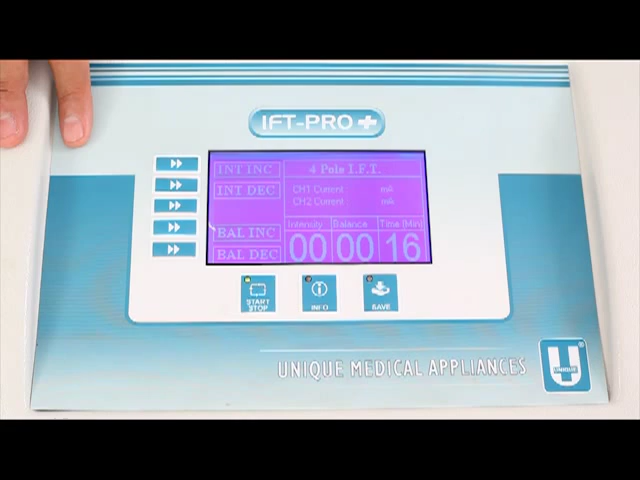 IFT-PRO
INT INC
4 Pole I.F.T.
INT DEC
CH1 Current mA
CH2 Current mA
BAL INC
Intensity Balance Time (Min)
BAL DEC
00 00 16
START STOP
INFO
SAVE
UNIQUE MEDICAL APPLIANCES
U
UNIQUE
®